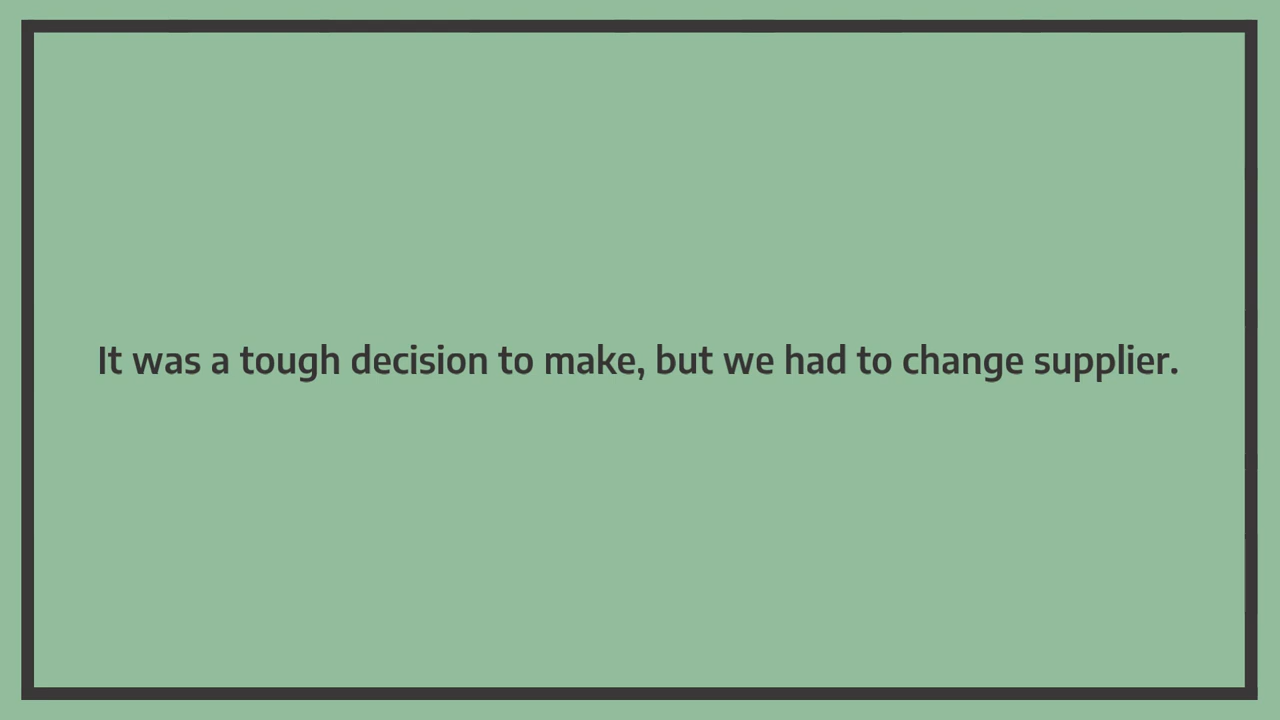 It was a tough decision to make, but we had to change supplier.